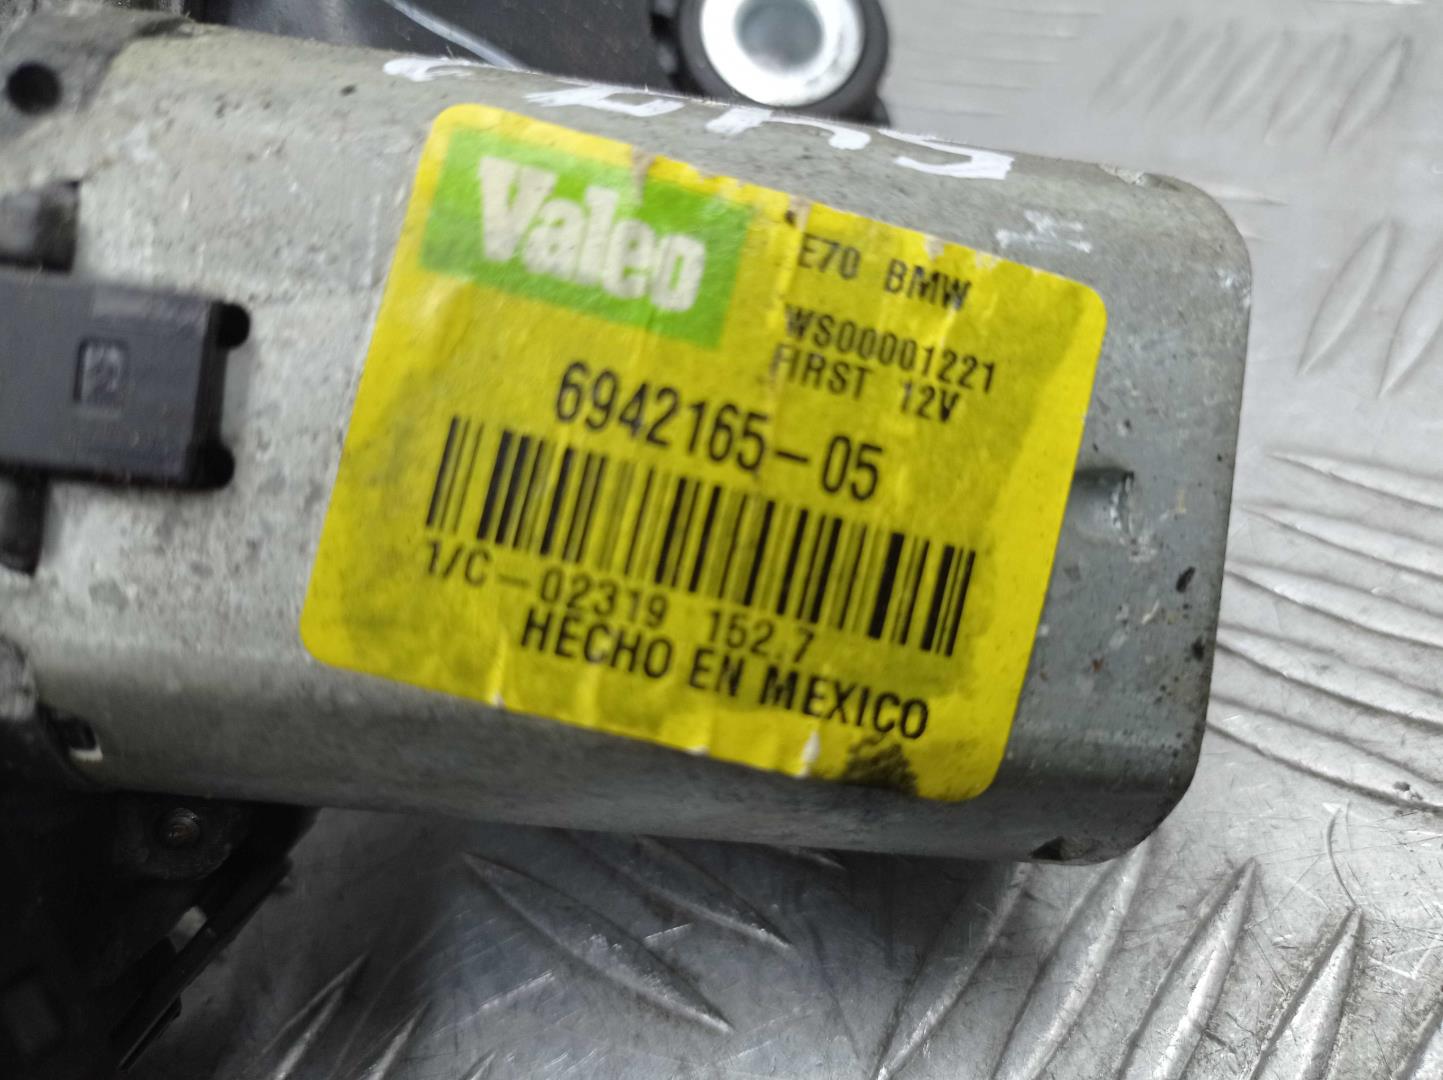 Valeo
E70 BMW
WS00001221
FIRST 12V
6942165-05
1/C-02319 152.7
HECHO EN MEXICO